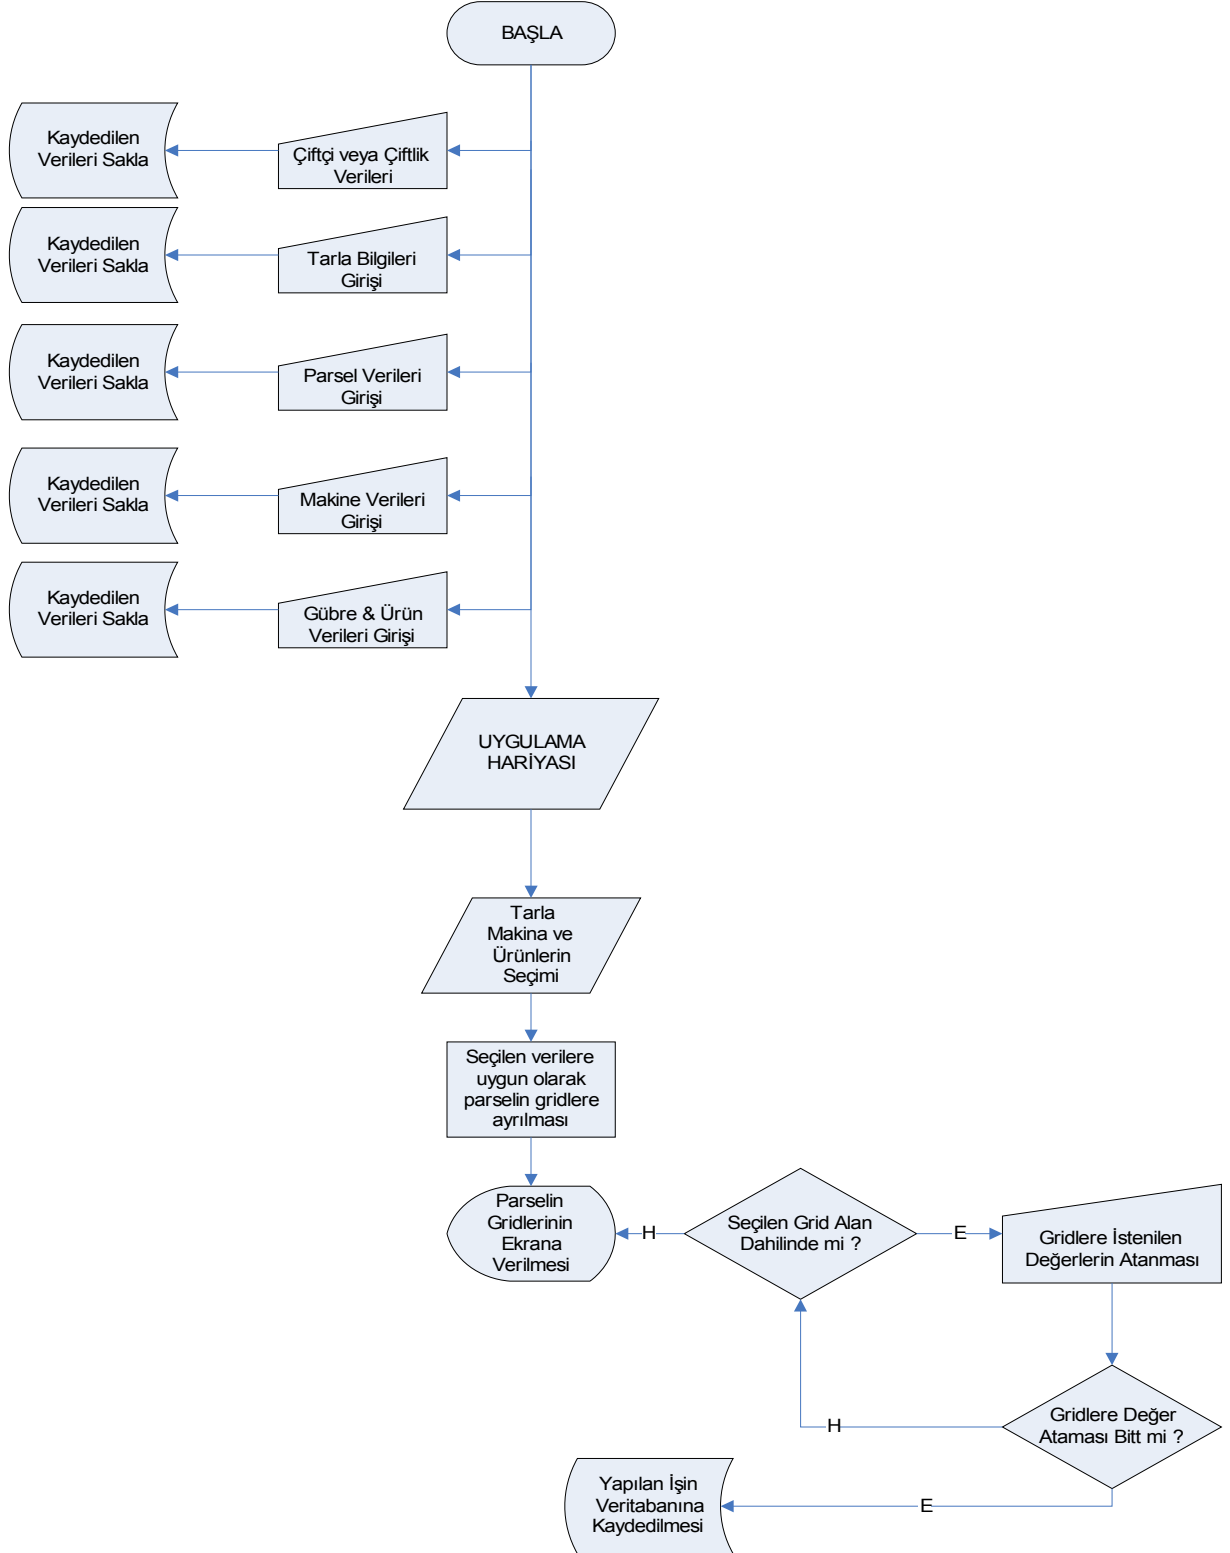 BAŞLA
Kaydedilen
Verileri Sakla
Çiftçi veya Çiftlik
Verileri
Kaydedilen
Verileri Sakla
Tarla Bilgileri
Girişi
Kaydedilen
Verileri Sakla
Parsel Verileri
Girişi
Kaydedilen
Verileri Sakla
Makine Verileri
Girişi
Kaydedilen
Verileri Sakla
Gübre & Ürün
Verileri Girişi
UYGULAMA
HARİYASI
Tarla
Makina ve
Ürünlerin
Seçimi
Seçilen verilere
uygun olarak
parselin gridlere
ayrılması
Parselin
Gridlerinin
Ekrana
Verilmesi
H
Seçilen Grid Alan
Dahilinde mi ?
E
Gridlere İstenilen
Değerlerin Atanması
H
Gridlere Değer
Ataması Bitt mi ?
Yapılan İşin
Veritabanına
Kaydedilmesi
E